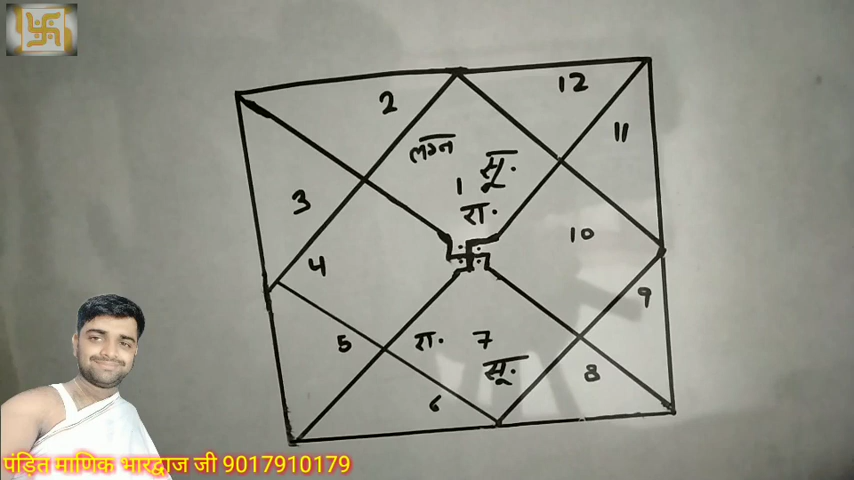 2
12
11
लग्न
सू.
1
रा.
3
10
4
9
5
रा.
7
सू.
8
6
पंड़ित माणिक भारद्वाज जी 9017910179